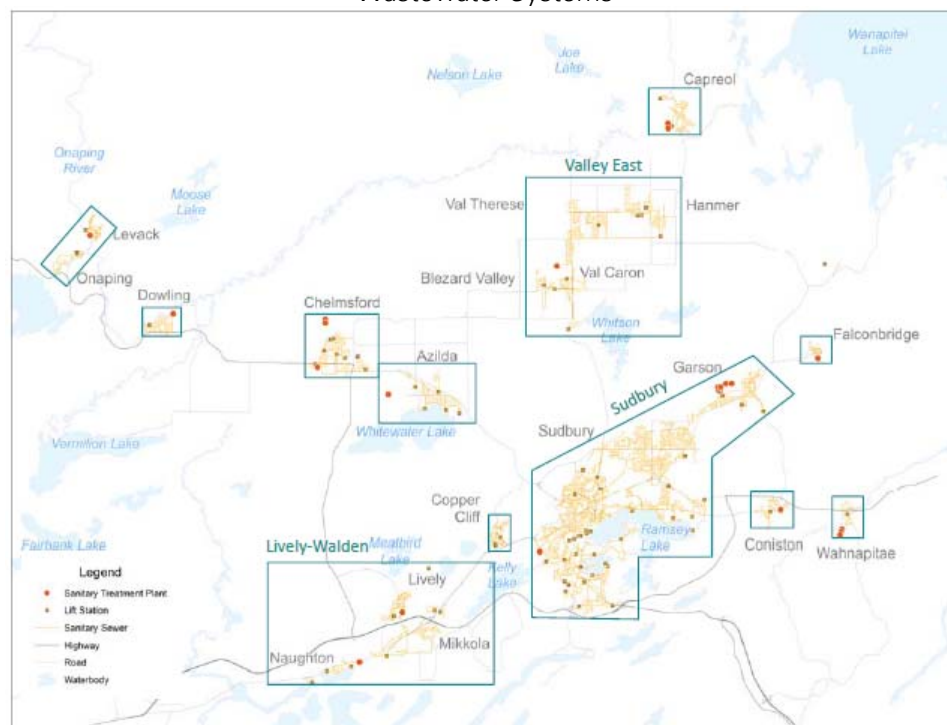 Wastewater Systems
Wanapitei
Lake
Joe
Lake
Nelson Lake
Capreol
Onaping
River
Valley East
Moose
Lake
Val Therese
Hanmer
Levack
Onaping
Blezard Valley
Val Caron
Dowling
Chelmsford
Whitson
Lake
Falconbridge
Azilda
Garson
Sudbury
Whitewater Lake
Sudbury
Vermilion Lake
Copper
Cliff
Ramsey
Lake
Coniston
Wahnapitae
Fairbank Lake
Lively-Walden
Meatbird
Lake
Kelly
Lake
Lively
Mikkola
Naughton
Legend
Sanitary Treatment Plant
Lift Station
Sanitary Sewer
Highway
Road
Waterbody